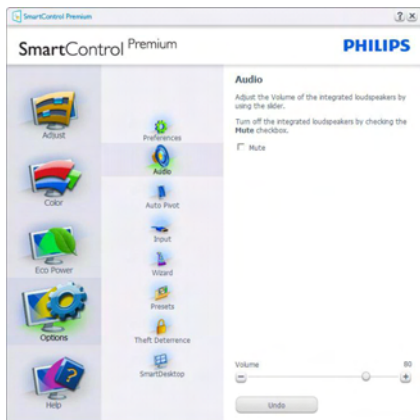 SmartControl Premium
SmartControl Premium
PHILIPS
Adjust
Color
Eco Power
Options
Help
Preferences
Audio
Auto Pivot
Input
Wizard
Presets
Theft Deterrence
SmartDesktop
Audio
Adjust the Volume of the integrated loudspeakers by
using the slider.
Turn off the integrated loudspeakers by checking the
Mute checkbox.
Mute
Volume 80
Undo